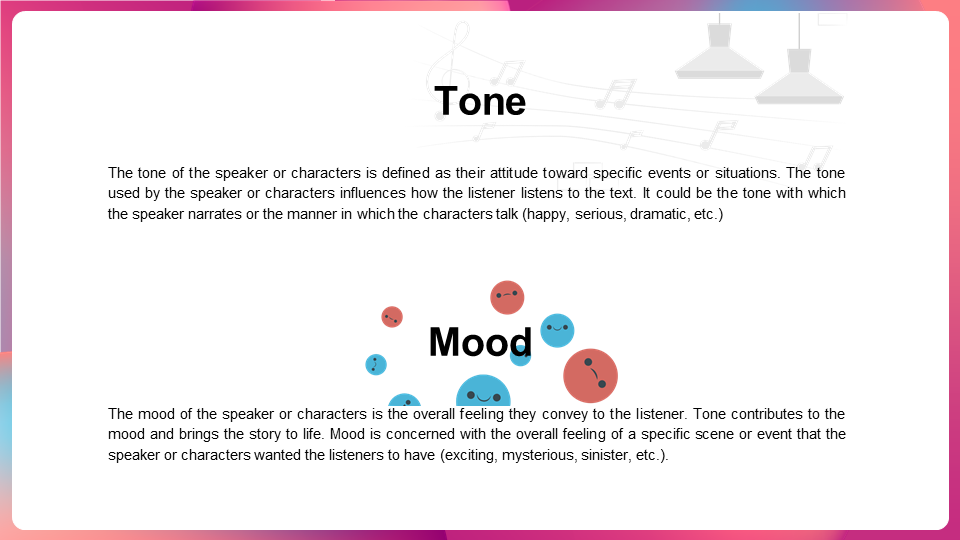 Tone
The tone of the speaker or characters is defined as their attitude toward specific events or situations. The tone
used by the speaker or characters influences how the listener listens to the text. It could be the tone with which
the speaker narrates or the manner in which the characters talk (happy, serious, dramatic, etc.)
Mood
The mood of the speaker or characters is the overall feeling they convey to the listener. Tone contributes to the
mood and brings the story to life. Mood is concerned with the overall feeling of a specific scene or event that the
speaker or characters wanted the listeners to have (exciting, mysterious, sinister, etc.).